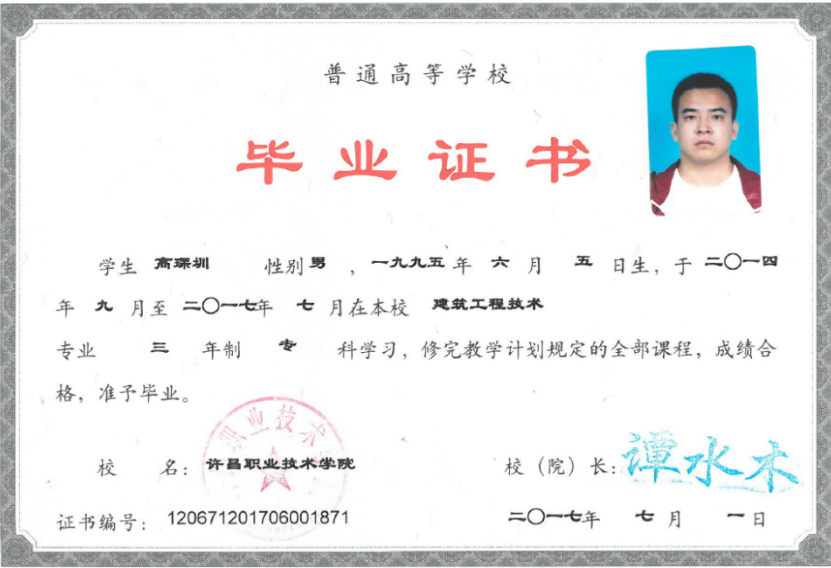 普通高等学校
毕业证书
学生 高琛圳 性别 男 ，一九九五 年 六 月 五 日生，于 二〇一四
年 九 月至 二〇一七年 七 月在本校 建筑工程技术
专业 三 年制 专 科学习，修完教学计划规定的全部课程，成绩合
格，准予毕业。
职业技术
校 名：许昌职业技术学院 校（院）长：谭水木
证书编号：120671201706001871 二〇一七年 七 月 一 日